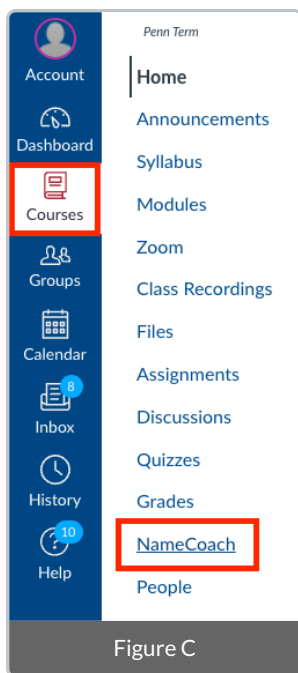 Account
Dashboard
Courses
Groups
Calendar
8
Inbox
History
10
Help
Penn Term
Home
Announcements
Syllabus
Modules
Zoom
Class Recordings
Files
Assignments
Discussions
Quizzes
Grades
NameCoach
People
Figure C